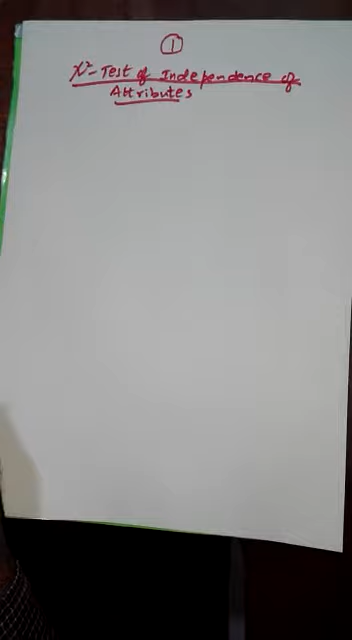 ①
χ²-Test of Independence of
Attributes